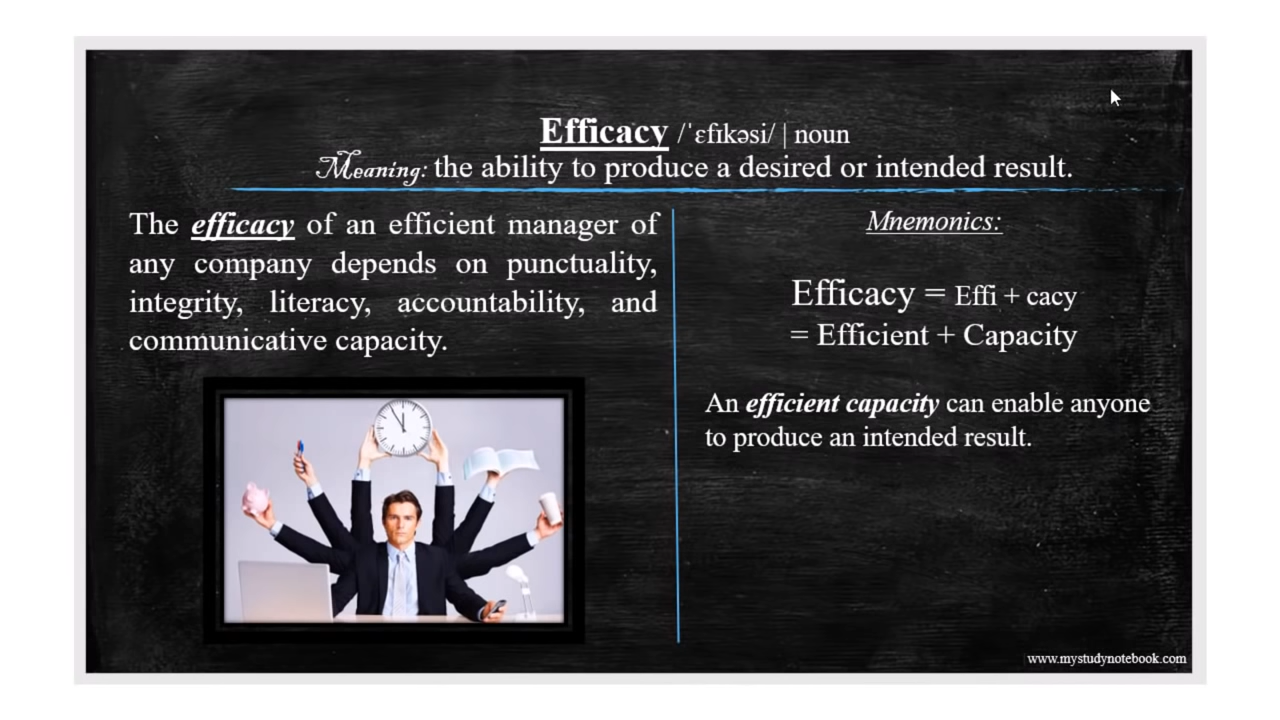 Efficacy /ˈɛfɪkəsi/ | noun
Meaning: the ability to produce a desired or intended result.
The efficacy of an efficient manager of
any company depends on punctuality,
integrity, literacy, accountability, and
communicative capacity.
Mnemonics:
Efficacy = Effi + cacy
= Efficient + Capacity
An efficient capacity can enable anyone
to produce an intended result.
www.mystudynotebook.com